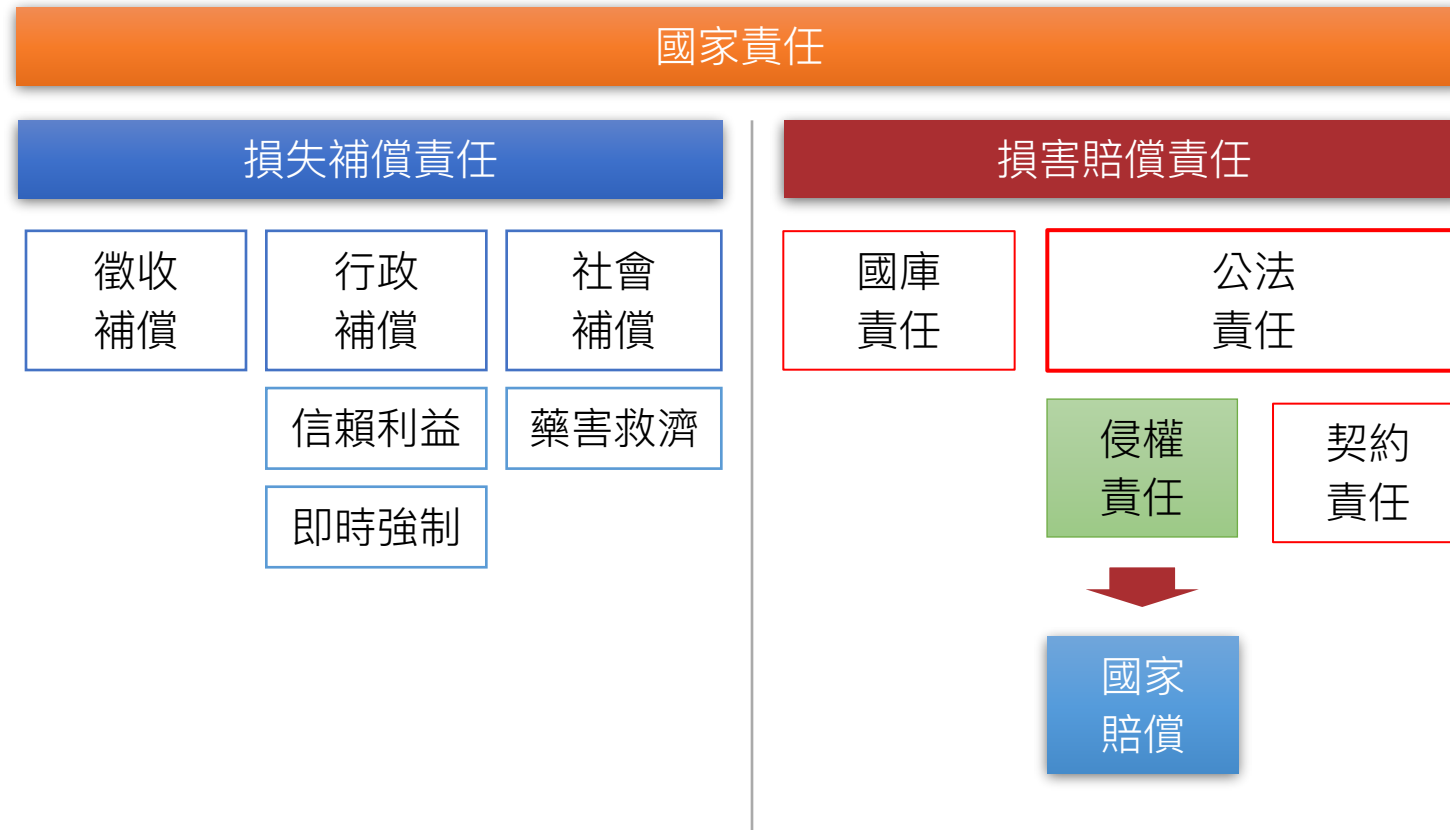 國家責任
損失補償責任
損害賠償責任
徵收
補償
行政
補償
社會
補償
國庫
責任
公法
責任
信賴利益
藥害救濟
即時強制
侵權
責任
契約
責任
國家
賠償